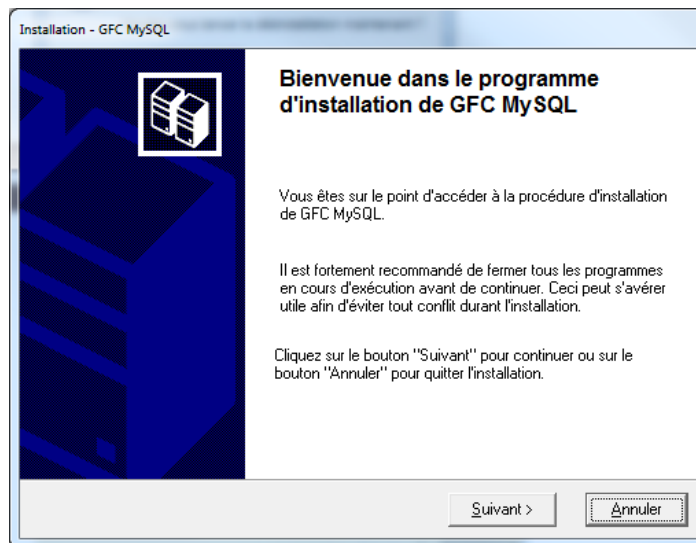 Installation - GFC MySQL
Bienvenue dans le programme
d'installation de GFC MySQL
Vous êtes sur le point d'accéder à la procédure d'installation
de GFC MySQL.
Il est fortement recommandé de fermer tous les programmes
en cours d'exécution avant de continuer. Ceci peut s'avérer
utile afin d'éviter tout conflit durant l'installation.
Cliquez sur le bouton "Suivant" pour continuer ou sur le
bouton "Annuler" pour quitter l'installation.
Suivant > Annuler